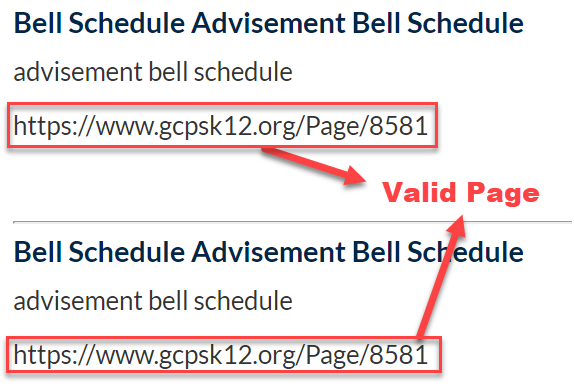 Bell Schedule Advisement Bell Schedule
advisement bell schedule
https://www.gcpsk12.org/Page/8581
Valid Page
Bell Schedule Advisement Bell Schedule
advisement bell schedule
https://www.gcpsk12.org/Page/8581